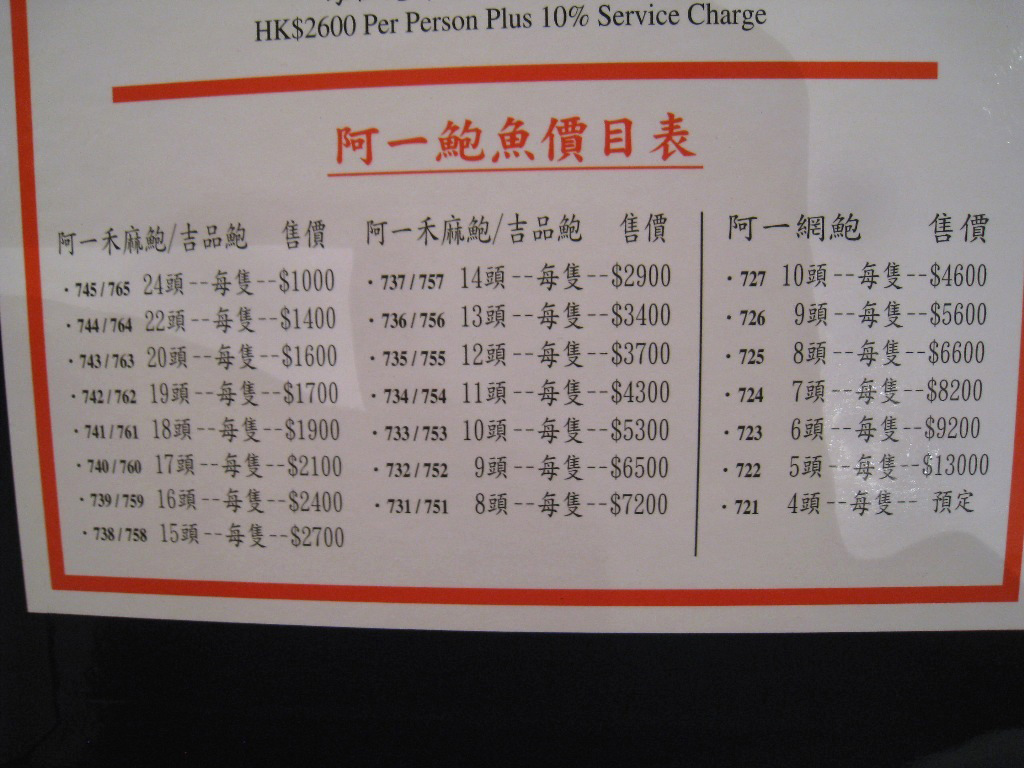 HK$2600 Per Person Plus 10% Service Charge
阿一鮑魚價目表
阿一禾麻鮑/吉品鮑 售價
・745/765 24頭--每隻--$1000
・744/764 22頭--每隻--$1400
・743/763 20頭--每隻--$1600
・742/762 19頭--每隻--$1700
・741/761 18頭--每隻--$1900
・740/760 17頭--每隻--$2100
・739/759 16頭--每隻--$2400
・738/758 15頭--每隻--$2700
阿一禾麻鮑/吉品鮑 售價
・737/757 14頭--每隻--$2900
・736/756 13頭--每隻--$3400
・735/755 12頭--每隻--$3700
・734/754 11頭--每隻--$4300
・733/753 10頭--每隻--$5300
・732/752 9頭--每隻--$6500
・731/751 8頭--每隻--$7200
阿一網鮑 售價
・727 10頭--每隻--$4600
・726 9頭--每隻--$5600
・725 8頭--每隻--$6600
・724 7頭--每隻--$8200
・723 6頭--每隻--$9200
・722 5頭--每隻--$13000
・721 4頭--每隻-- 預定